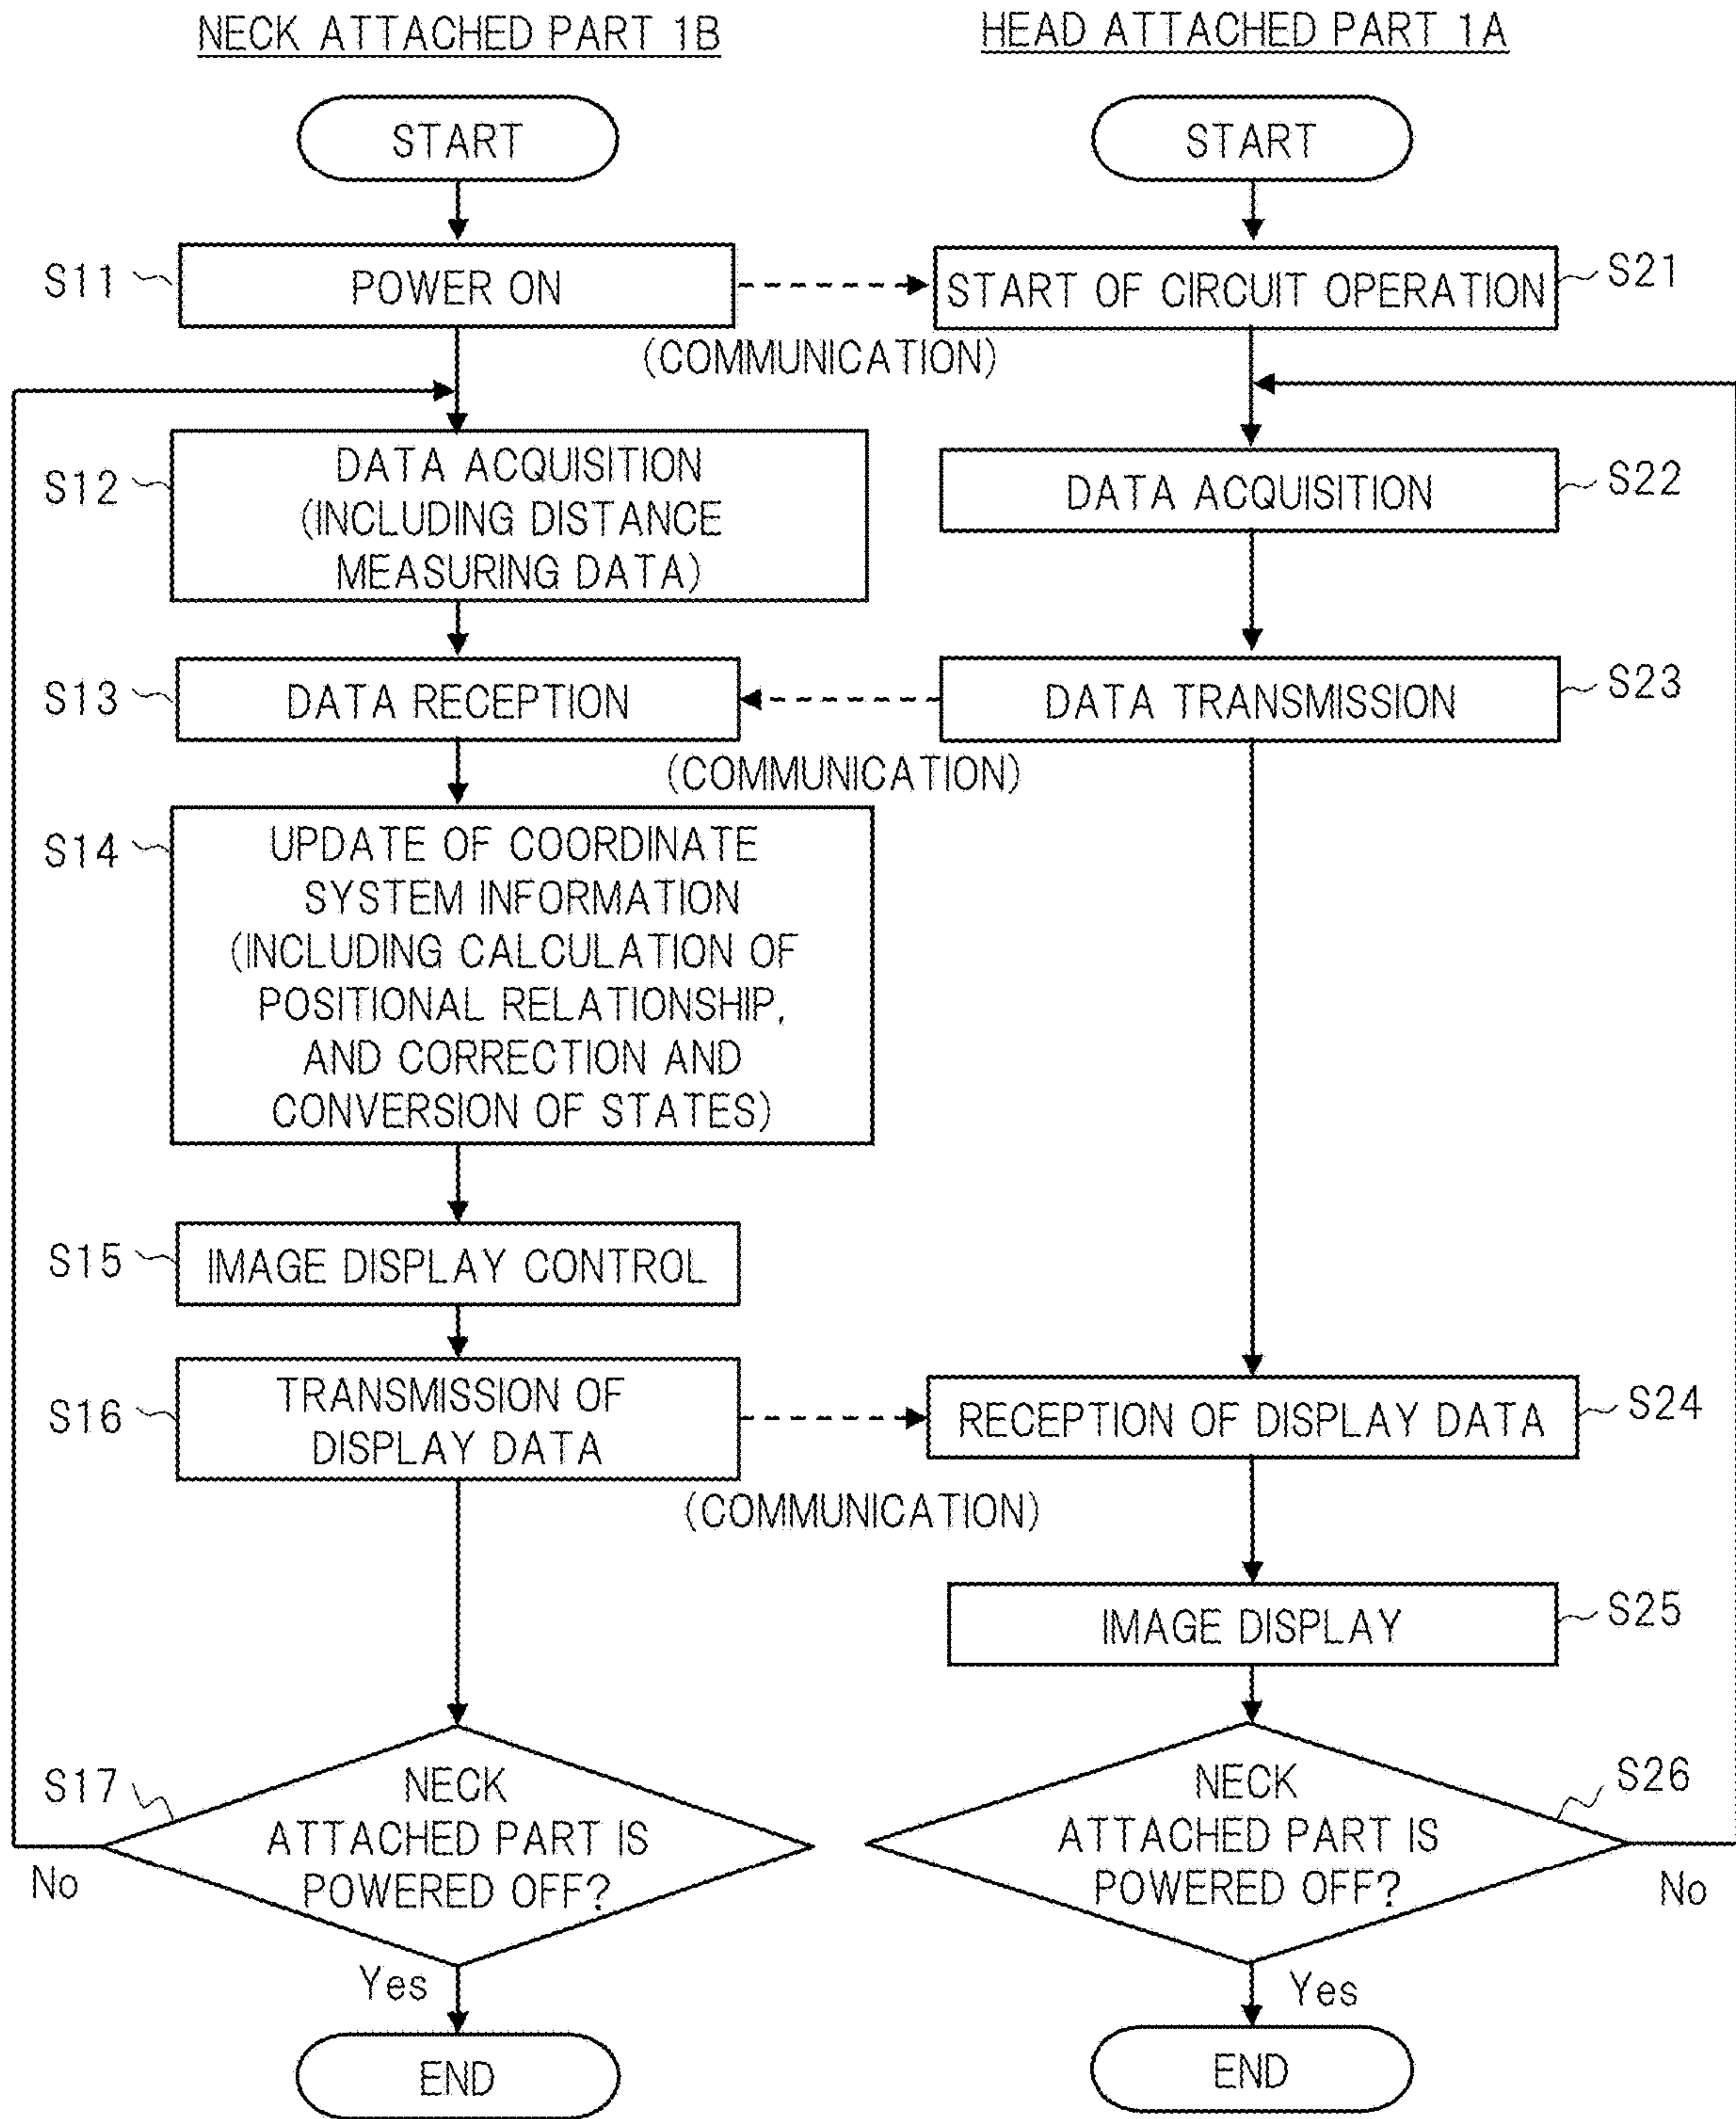 NECK ATTACHED PART 1B
START
S11
POWER ON
(COMMUNICATION)
S12
DATA ACQUISITION
(INCLUDING DISTANCE
MEASURING DATA)
S13
DATA RECEPTION
(COMMUNICATION)
S14
UPDATE OF COORDINATE
SYSTEM INFORMATION
(INCLUDING CALCULATION OF
POSITIONAL RELATIONSHIP,
AND CORRECTION AND
CONVERSION OF STATES)
S15
IMAGE DISPLAY CONTROL
S16
TRANSMISSION OF
DISPLAY DATA
(COMMUNICATION)
S17
NECK
ATTACHED PART IS
POWERED OFF?
No
Yes
END
HEAD ATTACHED PART 1A
START
START OF CIRCUIT OPERATION
S21
DATA ACQUISITION
S22
DATA TRANSMISSION
S23
RECEPTION OF DISPLAY DATA
S24
IMAGE DISPLAY
S25
NECK
ATTACHED PART IS
POWERED OFF?
S26
No
Yes
END